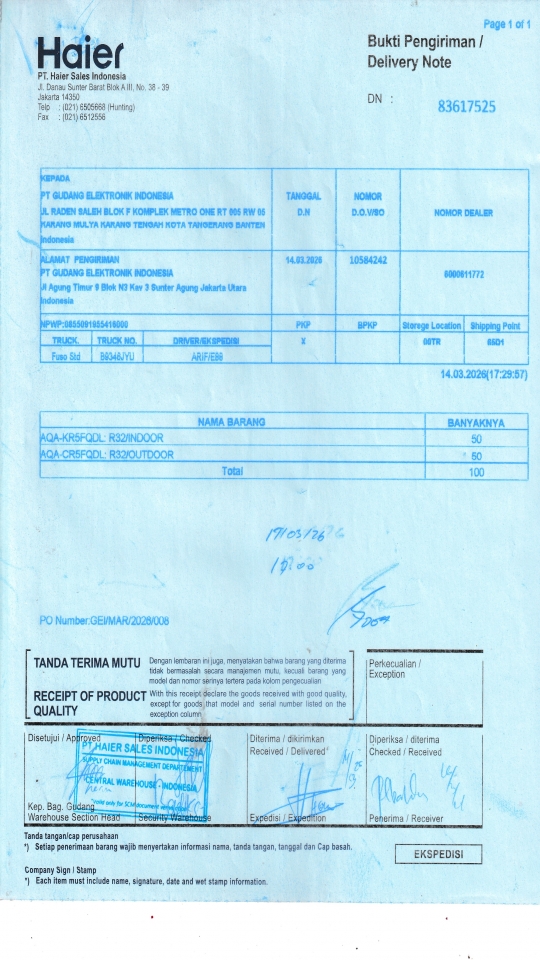 Page 1 of 1
Haier
Bukti Pengiriman /
Delivery Note
PT. Haier Sales Indonesia
Jl. Danau Sunter Barat Blok A III, No. 38 - 39
Jakarta 14350
Telp : (021) 6505668 (Hunting)
Fax : (021) 6512556
DN : 83617525
KEPADA
PT GUDANG ELEKTRONIK INDONESIA
JL RADEN SALEH BLOK F KOMPLEK METRO ONE RT 005 RW 05
KARANG MULYA KARANG TENGAH KOTA TANGERANG BANTEN
Indonesia
TANGGAL
D.N
NOMOR
D.O.V/SO
NOMOR DEALER
ALAMAT PENGIRIMAN
PT GUDANG ELEKTRONIK INDONESIA
Jl Agung Timur 9 Blok N3 Kav 3 Sunter Agung Jakarta Utara
Indonesia
14.03.2026
10584242
6000611772
NPWP:0655091955416000
PKP
BPKP
Storege Location
Shipping Point
TRUCK.
TRUCK NO.
DRIVER/EKSPEDISI
X
00TR
65D1
Fuso Std
B9346JYU
ARIF/EB8
14.03.2026(17:29:57)
NAMA BARANG
BANYAKNYA
AQA-KR5FQDL: R32/INDOOR
50
AQA-CR5FQDL: R32/OUTDOOR
50
Total
100
17/03/26
PO Number:GEI/MAR/2026/008
TANDA TERIMA MUTU
Dengan lembaran ini juga, menyatakan bahwa barang yang diterima
tidak bermasalah secara manajemen mutu, kecuali barang yang
model dan nomor serinya tertera pada kolom pengecualian
RECEIPT OF PRODUCT
QUALITY
With this receipt declare the goods received with good quality,
except for goods that model and serial number listed on the
exception column
Perkecualian /
Exception
Disetujui / Approved
Diperiksa / Checked
Diterima / dikirimkan
Received / Delivered*
Diperiksa / diterima
Checked / Received
PT HAIER SALES INDONESIA
SUPPLY CHAIN MANAGEMENT DEPARTEMENT
CENTRAL WAREHOUSE - INDONESIA
Kep. Bag. Gudang
Warehouse Section Head
Security Warehouse
Expedisi / Expedition
Penerima / Receiver
Tanda tangan/cap perusahaan
*) Setiap penerimaan barang wajib menyertakan informasi nama, tanda tangan, tanggal dan Cap basah.
EKSPEDISI
Company Sign / Stamp
*) Each item must include name, signature, date and wet stamp information.